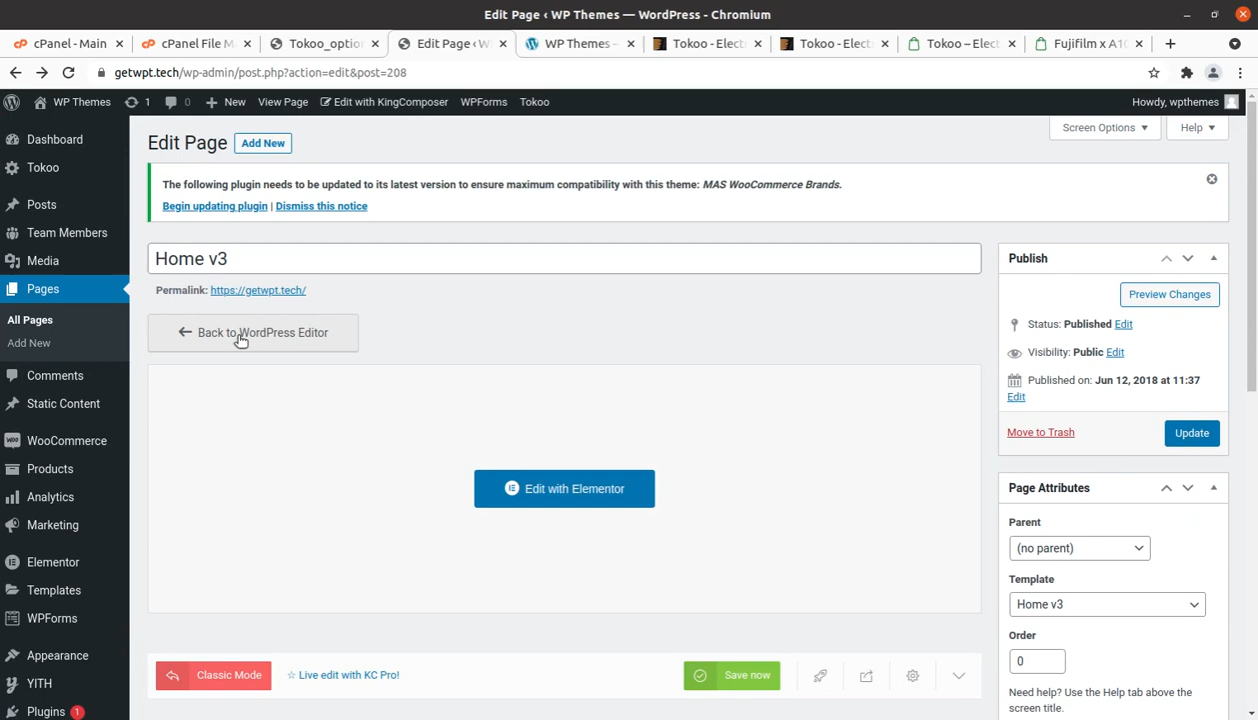 Edit Page ‹ WP Themes — WordPress - Chromium
cPanel - Main
cPanel File M
Tokoo_optio
Edit Page ‹ W
WP Themes –
Tokoo - Elect
Tokoo - Elect
Tokoo – Elec
Fujifilm x A10
getwpt.tech/wp-admin/post.php?action=edit&post=208
WP Themes
1
0
New
View Page
Edit with KingComposer
WPForms
Tokoo
Howdy, wpthemes
Dashboard
Tokoo
Posts
Team Members
Media
Pages
All Pages
Add New
Comments
Static Content
WooCommerce
Products
Analytics
Marketing
Elementor
Templates
WPForms
Appearance
YITH
Plugins 1
Edit Page
Add New
Screen Options
Help
The following plugin needs to be updated to its latest version to ensure maximum compatibility with this theme: MAS WooCommerce Brands.
Begin updating plugin | Dismiss this notice
Home v3
Permalink: https://getwpt.tech/
Back to WordPress Editor
Edit with Elementor
Classic Mode
☆ Live edit with KC Pro!
Save now
Publish
Preview Changes
Status: Published Edit
Visibility: Public Edit
Published on: Jun 12, 2018 at 11:37
Edit
Move to Trash
Update
Page Attributes
Parent
(no parent)
Template
Home v3
Order
0
Need help? Use the Help tab above the
screen title.